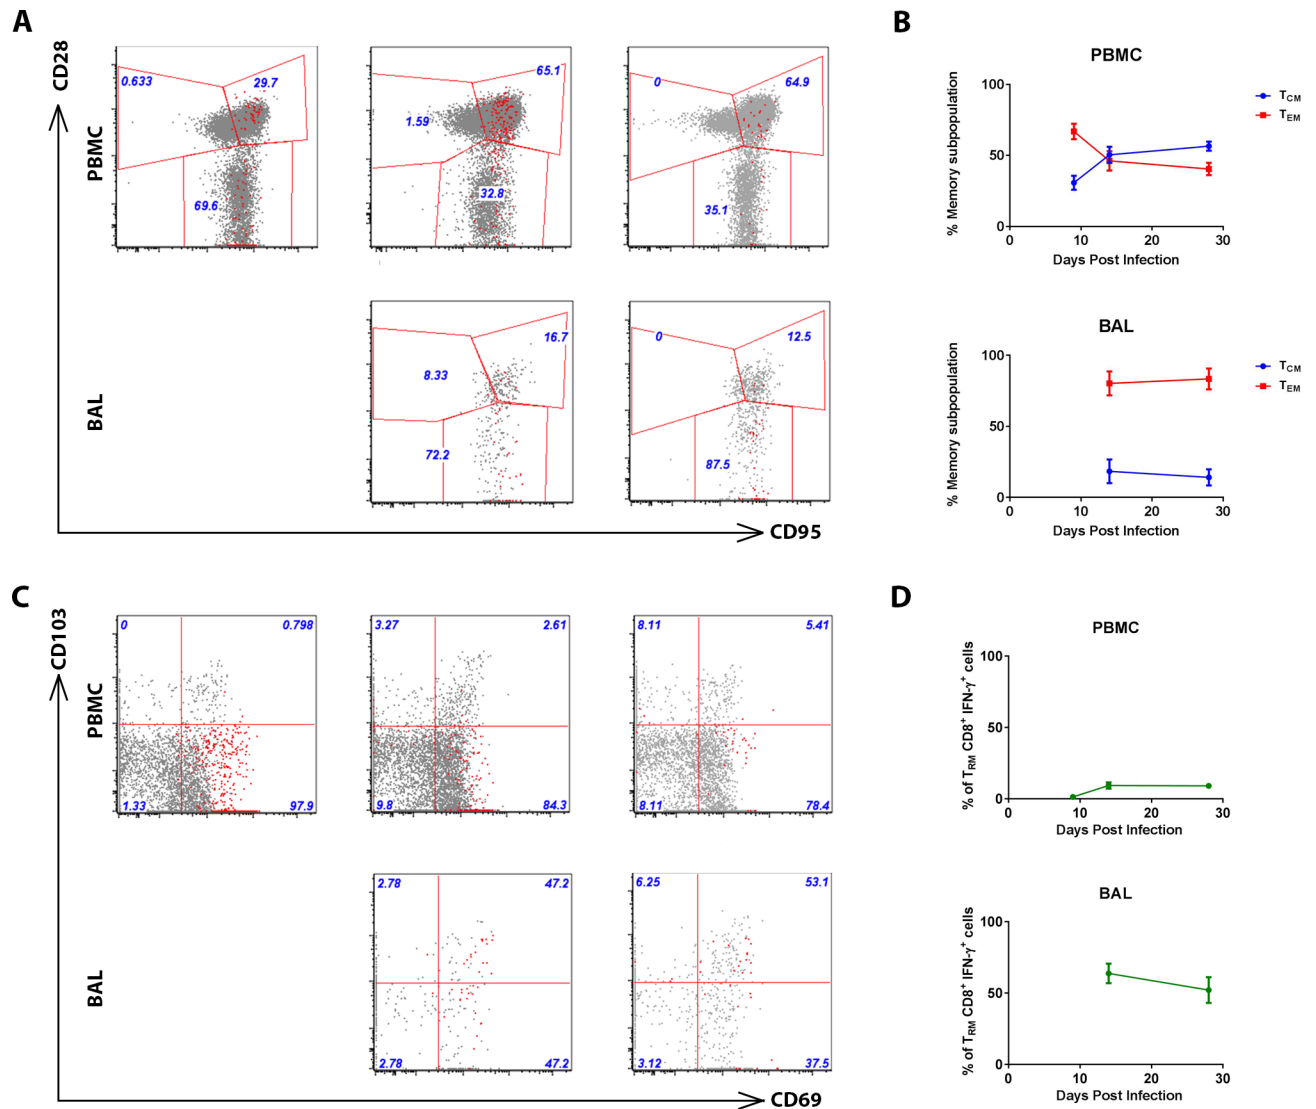 A
CD28
PBMC
0.633
29.7
69.6
65.1
1.59
32.8
0
64.9
35.1
BAL
16.7
8.33
72.2
0
12.5
87.5
CD95
B
PBMC
% Memory subpopulation
100
50
0
0
10
20
30
Days Post Infection
TCM
TEM
BAL
% Memory subpopulation
100
50
0
0
10
20
30
Days Post Infection
TCM
TEM
C
CD103
PBMC
0
0.798
1.33
97.9
3.27
2.61
9.8
84.3
8.11
5.41
8.11
78.4
BAL
2.78
47.2
2.78
47.2
6.25
53.1
3.12
37.5
CD69
D
PBMC
% of TRM CD8+ IFN-γ+ cells
100
50
0
0
10
20
30
Days Post Infection
BAL
% of TRM CD8+ IFN-γ+ cells
100
50
0
0
10
20
30
Days Post Infection